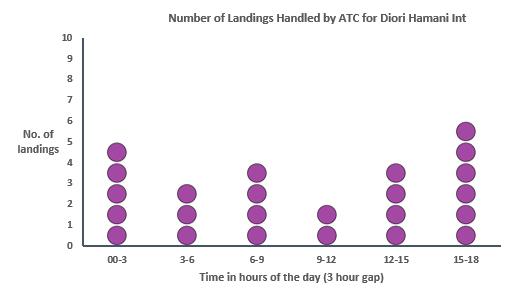 Number of Landings Handled by ATC for Diori Hamani Int
10
9
8
7
6
5
4
3
2
1
0
No. of
landings
00-3 3-6 6-9 9-12 12-15 15-18
Time in hours of the day (3 hour gap)